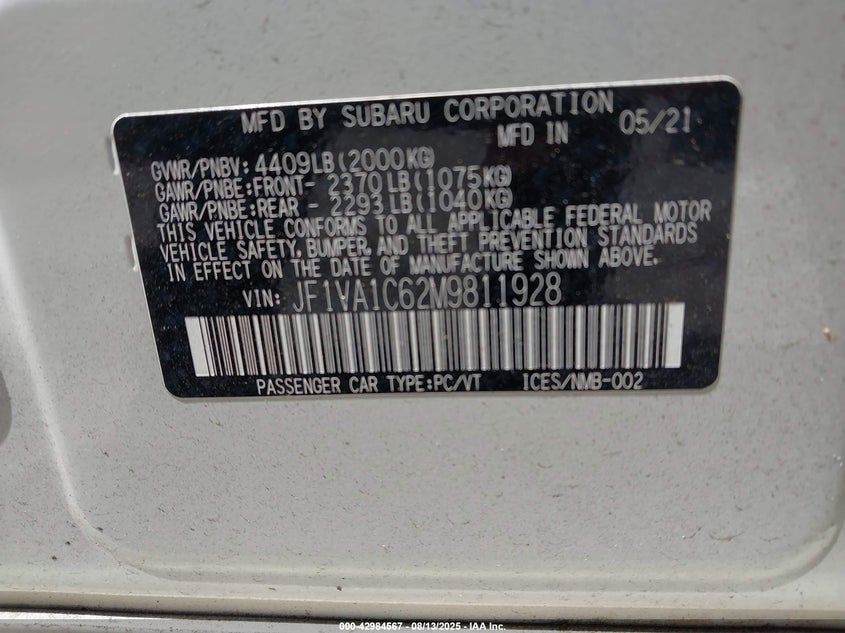 MFD BY SUBARU CORPORATION
MFD IN 05/21
GVWR/PNBV: 4409LB(2000KG)
GAWR/PNBE:FRONT- 2370LB(1075KG)
GAWR/PNBE:REAR - 2293LB(1040KG)
THIS VEHICLE CONFORMS TO ALL APPLICABLE FEDERAL MOTOR
VEHICLE SAFETY, BUMPER, AND THEFT PREVENTION STANDARDS
IN EFFECT ON THE DATE OF MANUFACTURE SHOWN ABOVE.
VIN: JF1VA1C62M9811928
PASSENGER CAR TYPE:PC/VT ICES/NMB-002
000-42984567 - 08/13/2025 - IAA Inc.